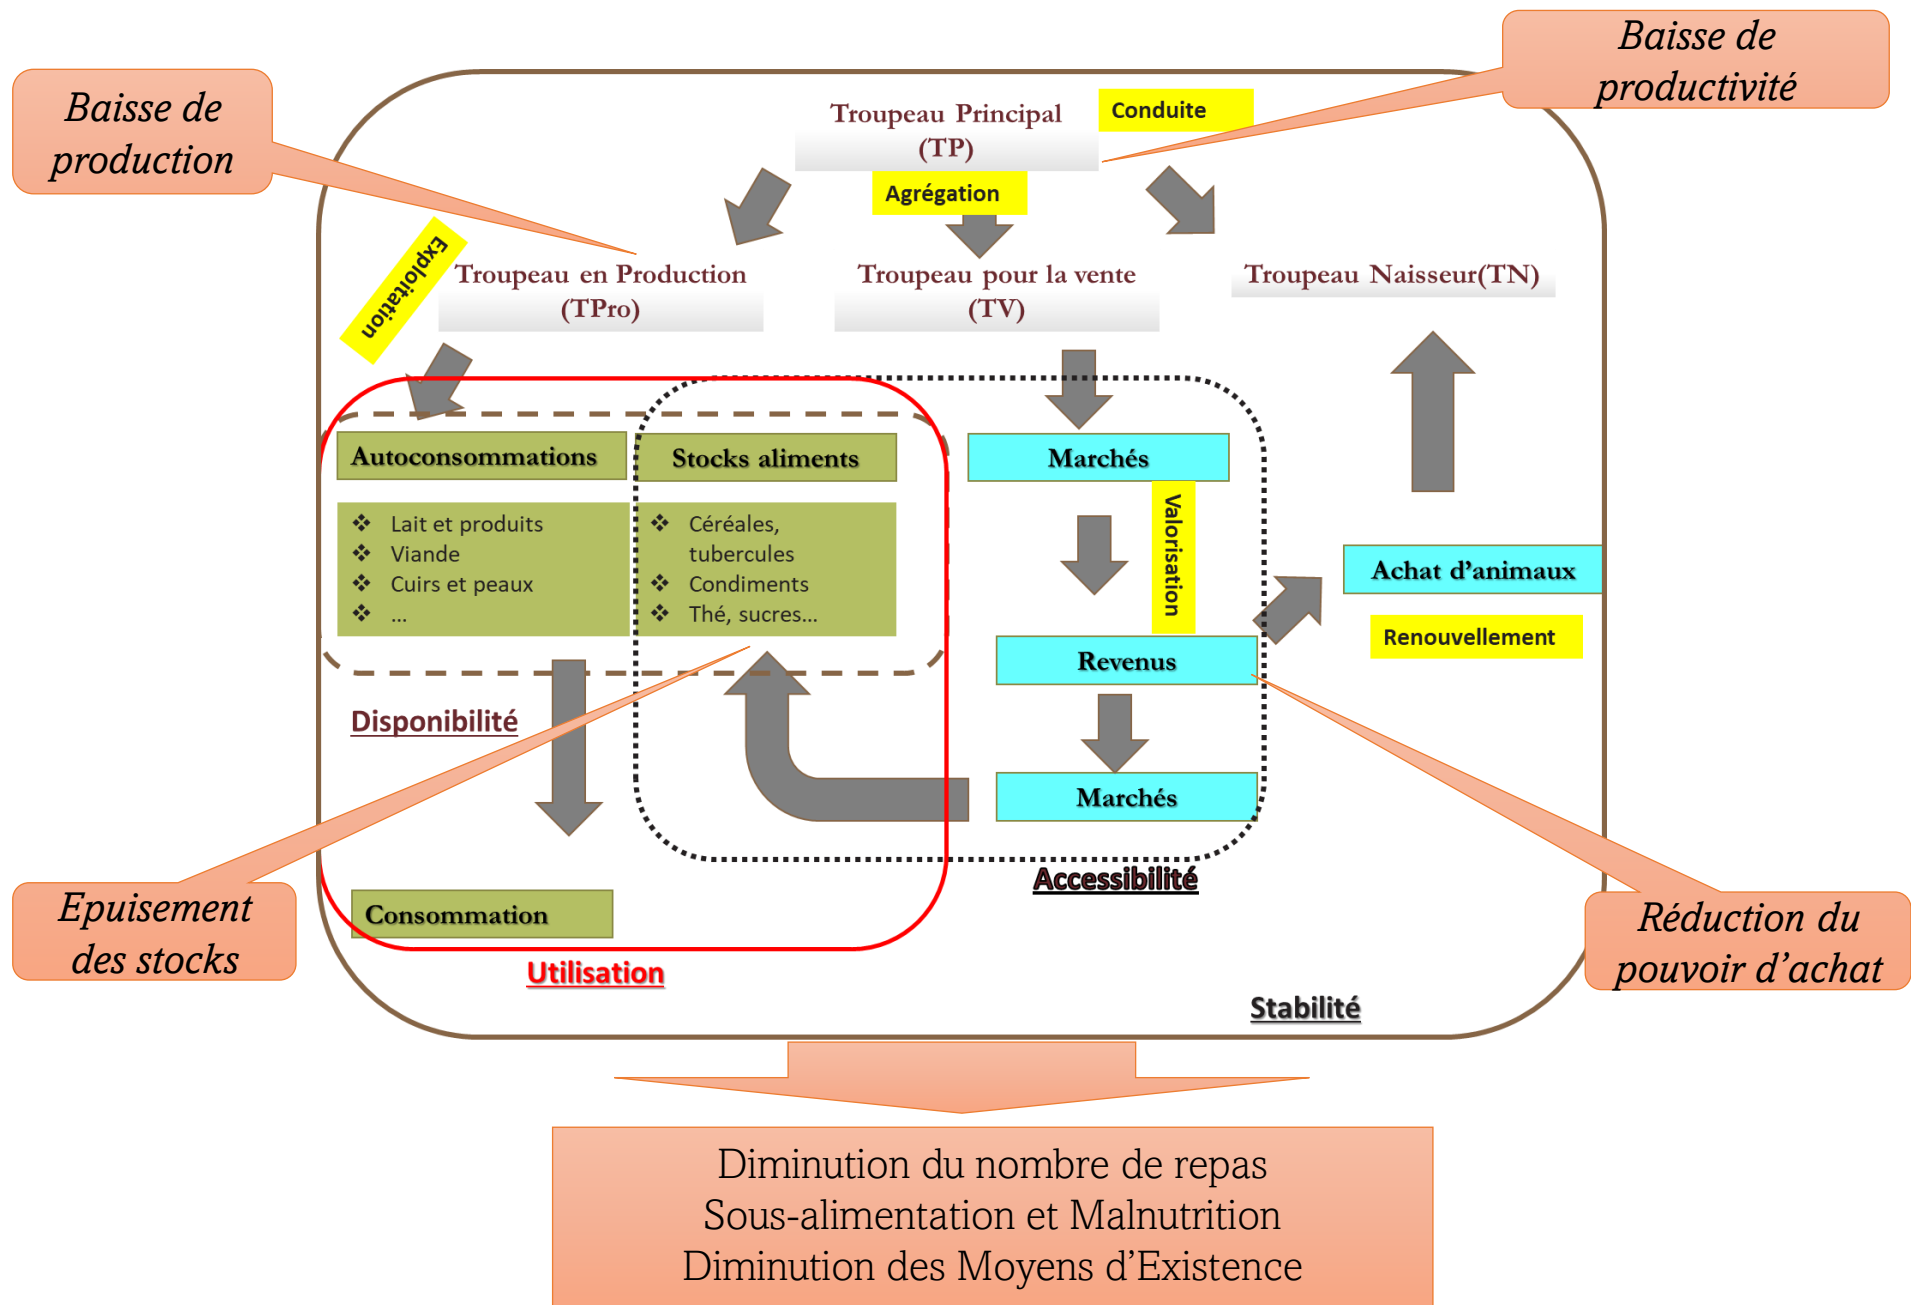 Baisse de
productivité
Baisse de
production
Troupeau Principal
(TP)
Conduite
Agrégation
Exploitation
Troupeau en Production
(TPro)
Troupeau pour la vente
(TV)
Troupeau Naisseur(TN)
Autoconsommations
Stocks aliments
Marchés
❖ Lait et produits
❖ Viande
❖ Cuirs et peaux
❖ ...
❖ Céréales,
tubercules
❖ Condiments
❖ Thé, sucres...
Valorisation
Achat d’animaux
Renouvellement
Revenus
Disponibilité
Marchés
Accessibilité
Epuisement
des stocks
Consommation
Réduction du
pouvoir d’achat
Utilisation
Stabilité
Diminution du nombre de repas
Sous-alimentation et Malnutrition
Diminution des Moyens d’Existence